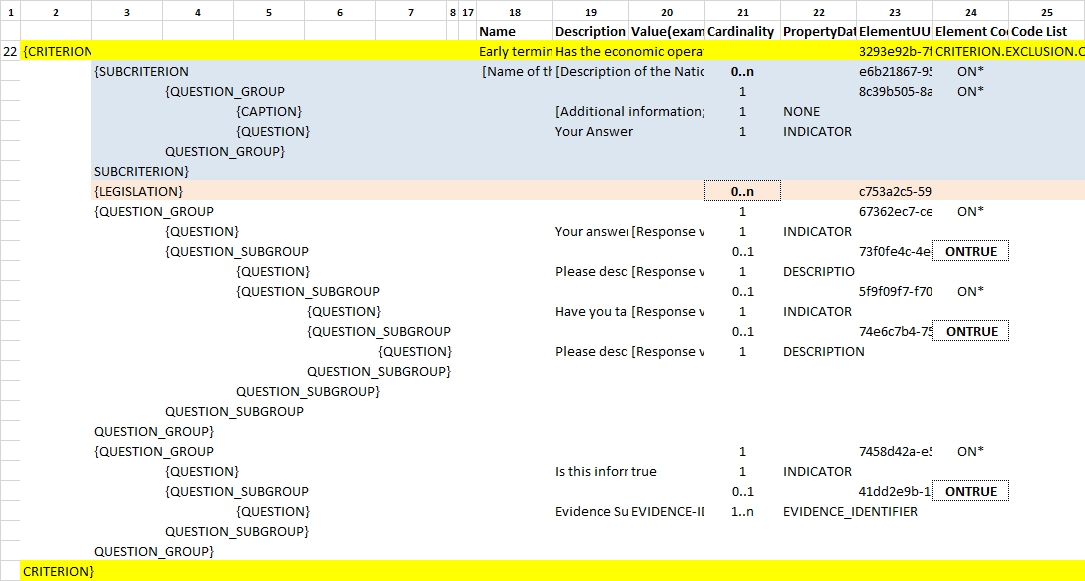 1 2 3 4 5 6 7 8 17 18 19 20 21 22 23 24 25
Name Description Value(exam Cardinality PropertyDat ElementUU Element Coc Code List
22 {CRITERION Early termin Has the economic operat 3293e92b-7f CRITERION.EXCLUSION.C
{SUBCRITERION [Name of th [Description of the Natic 0..n e6b21867-95 ON*
{QUESTION_GROUP 1 8c39b505-8a ON*
{CAPTION} [Additional information; 1 NONE
{QUESTION} Your Answer 1 INDICATOR
QUESTION_GROUP}
SUBCRITERION}
{LEGISLATION} 0..n c753a2c5-59
{QUESTION_GROUP 1 67362ec7-ce ON*
{QUESTION} Your answer [Response v 1 INDICATOR
{QUESTION_SUBGROUP 0..1 73f0fe4c-4e ONTRUE
{QUESTION} Please desc [Response v 1 DESCRIPTIO
{QUESTION_SUBGROUP 0..1 5f9f09f7-f70 ON*
{QUESTION} Have you ta [Response v 1 INDICATOR
{QUESTION_SUBGROUP 0..1 74e6c7b4-75 ONTRUE
{QUESTION} Please desc [Response v 1 DESCRIPTION
QUESTION_SUBGROUP}
QUESTION_SUBGROUP}
QUESTION_SUBGROUP
QUESTION_GROUP}
{QUESTION_GROUP 1 7458d42a-e5 ON*
{QUESTION} Is this inforr true 1 INDICATOR
{QUESTION_SUBGROUP 0..1 41dd2e9b-1 ONTRUE
{QUESTION} Evidence Su EVIDENCE-II 1..n EVIDENCE_IDENTIFIER
QUESTION_SUBGROUP}
QUESTION_GROUP}
CRITERION}